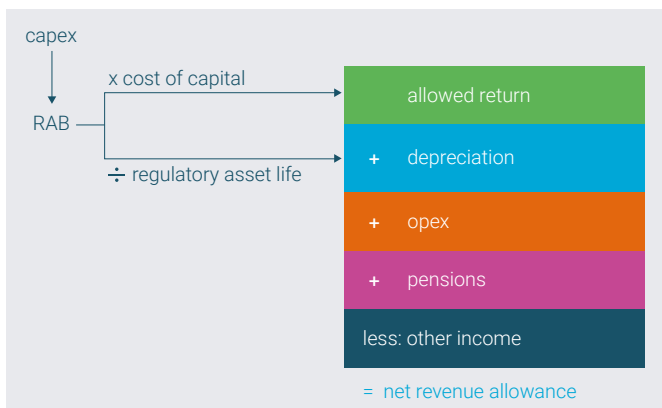 capex
x cost of capital
allowed return
RAB
+ depreciation
÷ regulatory asset life
+ opex
+ pensions
less: other income
= net revenue allowance